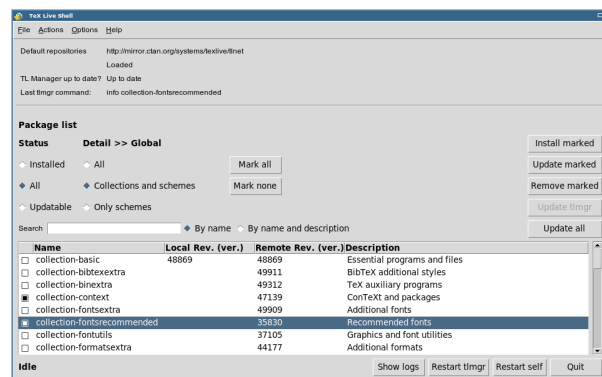 TeX Live Shell
File Actions Options Help
Default repositories http://mirror.ctan.org/systems/texlive/tlnet
Loaded
TL Manager up to date? Up to date
Last tlmgr command: info collection-fontsrecommended
Package list
Status Detail >> Global Install marked
Installed All Mark all Update marked
All Collections and schemes Mark none Remove marked
Updatable Only schemes Update tlmgr
Search By name By name and description Update all
Name Local Rev. (ver.) Remote Rev. (ver.) Description
collection-basic 48869 48869 Essential programs and files
collection-bibtexextra 49911 BibTeX additional styles
collection-binextra 49312 TeX auxiliary programs
collection-context 47139 ConTeXt and packages
collection-fontsextra 49909 Additional fonts
collection-fontsrecommended 35830 Recommended fonts
collection-fontutils 37105 Graphics and font utilities
collection-formatsextra 44177 Additional formats
Idle Show logs Restart tlmgr Restart self Quit